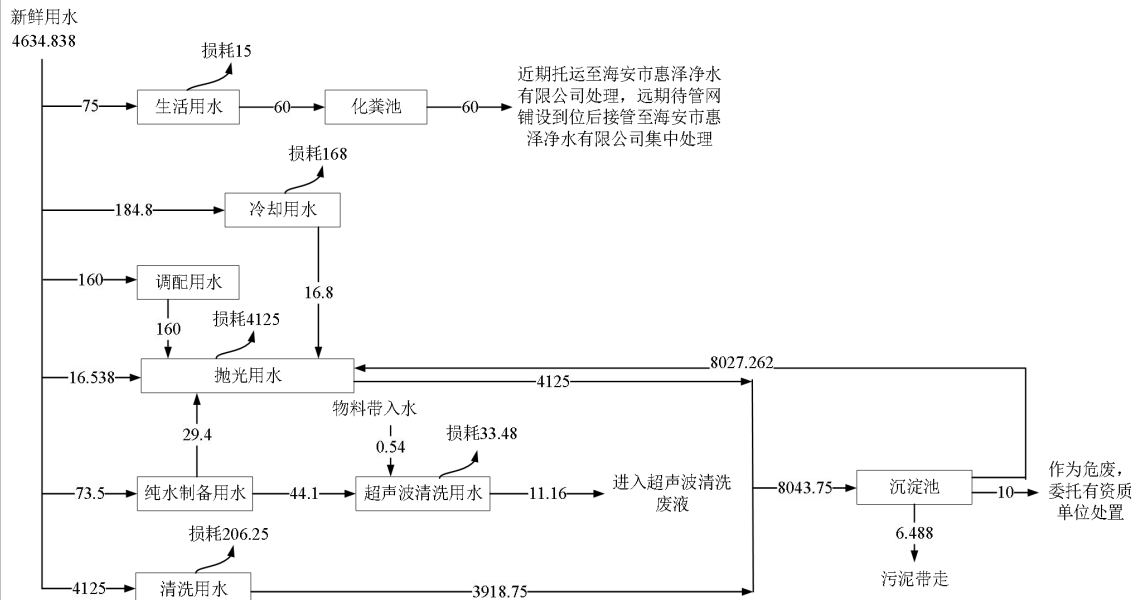 新鲜用水
4634.838
损耗15
75
生活用水
60
化粪池
60
近期托运至海安市惠泽净水
有限公司处理，远期待管网
铺设到位后接管至海安市惠
泽净水有限公司集中处理
损耗168
184.8
冷却用水
160
调配用水
16.8
160
损耗4125
16.538
抛光用水
8027.262
4125
物料带入水
29.4
0.54
损耗33.48
73.5
纯水制备用水
44.1
超声波清洗用水
11.16
进入超声波清洗
废液
8043.75
沉淀池
10
作为危废，
委托有资质
单位处置
6.488
污泥带走
损耗206.25
4125
清洗用水
3918.75